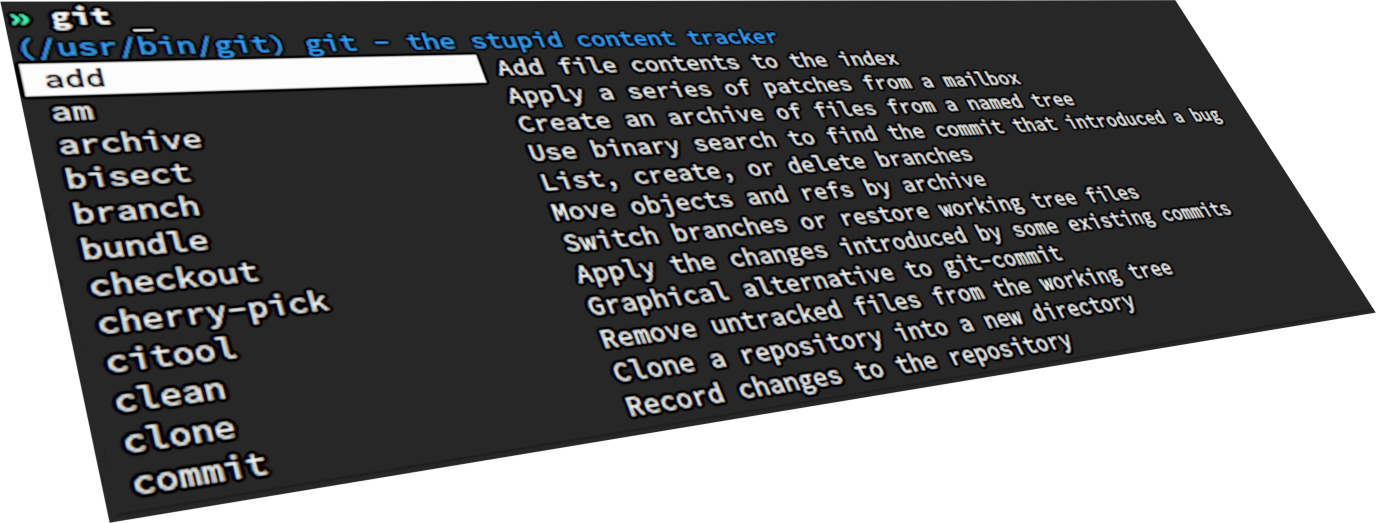 » git _
(/usr/bin/git) git - the stupid content tracker
add Add file contents to the index
am Apply a series of patches from a mailbox
archive Create an archive of files from a named tree
bisect Use binary search to find the commit that introduced a bug
branch List, create, or delete branches
bundle Move objects and refs by archive
checkout Switch branches or restore working tree files
cherry-pick Apply the changes introduced by some existing commits
citool Graphical alternative to git-commit
clean Remove untracked files from the working tree
clone Clone a repository into a new directory
commit Record changes to the repository